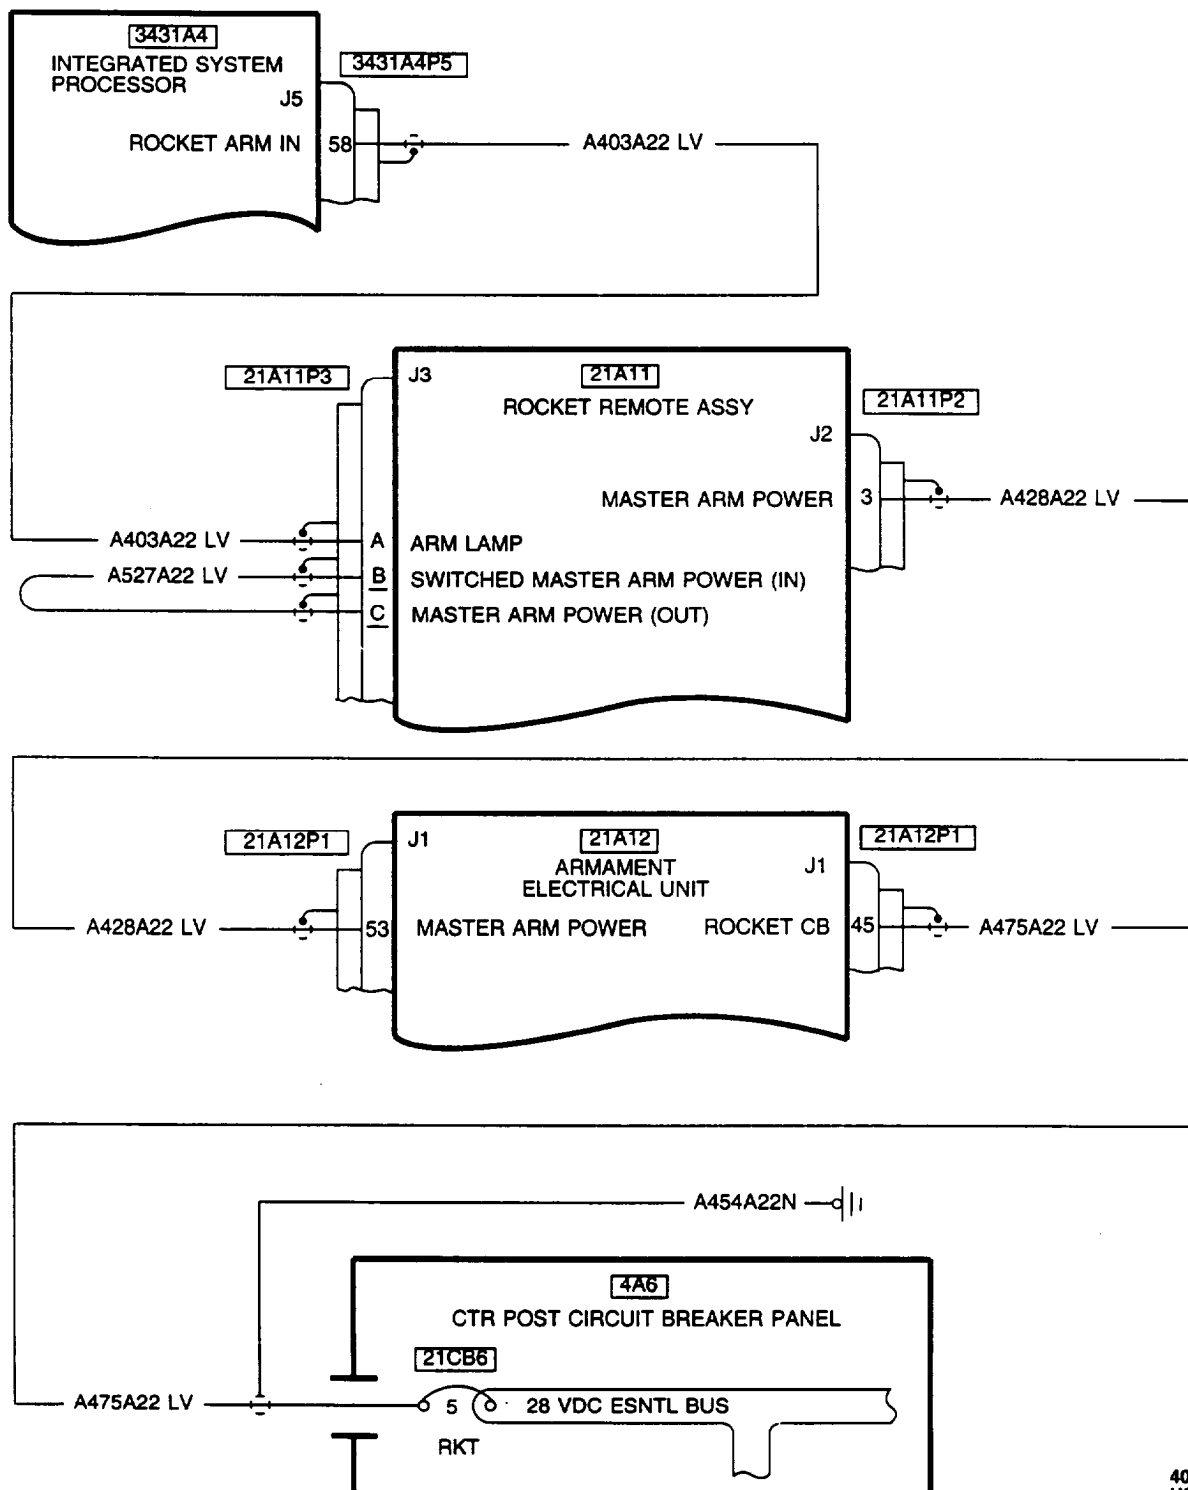 3431A4
INTEGRATED SYSTEM
PROCESSOR
3431A4P5
J5
ROCKET ARM IN
58
A403A22 LV
21A11P3
J3
21A11
ROCKET REMOTE ASSY
21A11P2
J2
MASTER ARM POWER
3
A428A22 LV
A403A22 LV
A
ARM LAMP
A527A22 LV
B
SWITCHED MASTER ARM POWER (IN)
C
MASTER ARM POWER (OUT)
21A12P1
J1
21A12
ARMAMENT
ELECTRICAL UNIT
21A12P1
J1
A428A22 LV
53
MASTER ARM POWER
ROCKET CB
45
A475A22 LV
A454A22N
4A6
CTR POST CIRCUIT BREAKER PANEL
21CB6
A475A22 LV
5
28 VDC ESNTL BUS
RKT
40